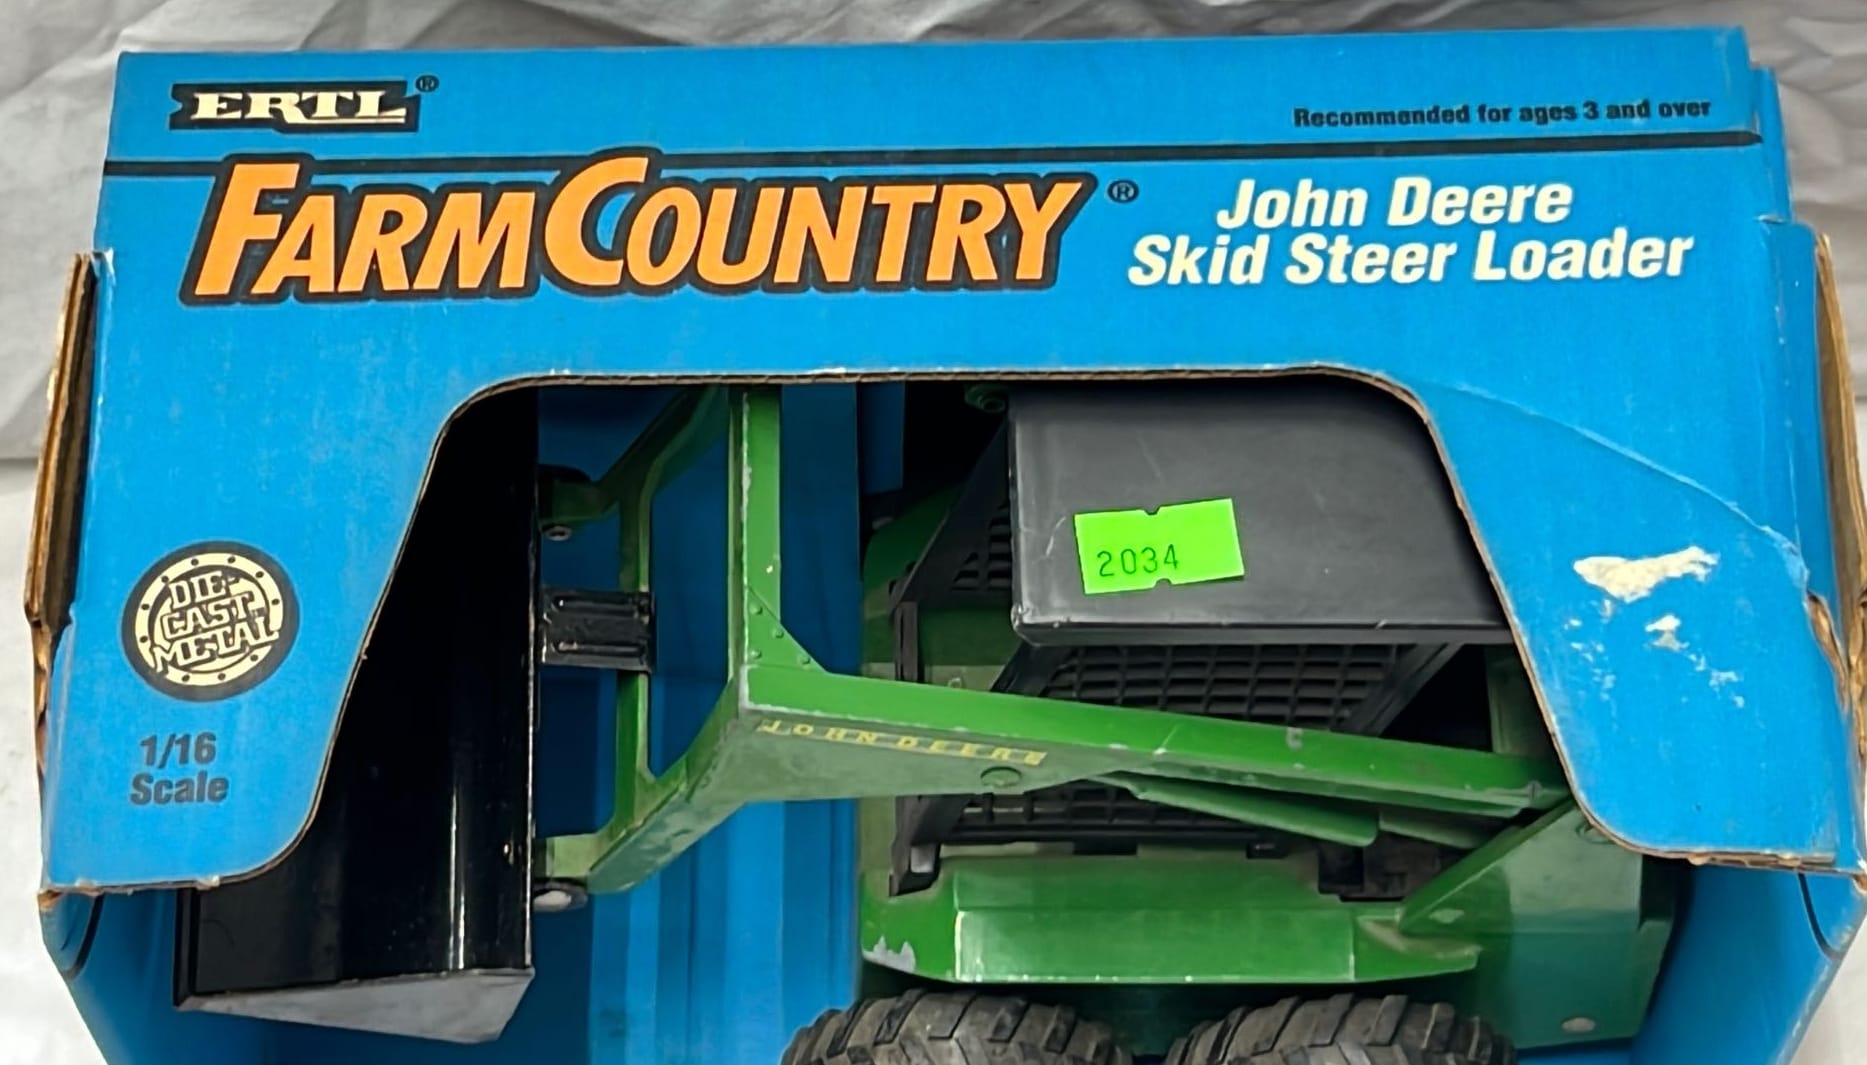 ERTL®
Recommended for ages 3 and over
FARM COUNTRY®
John Deere
Skid Steer Loader
2034
DIE-
CAST
METAL
JOHN DEERE
1/16
Scale